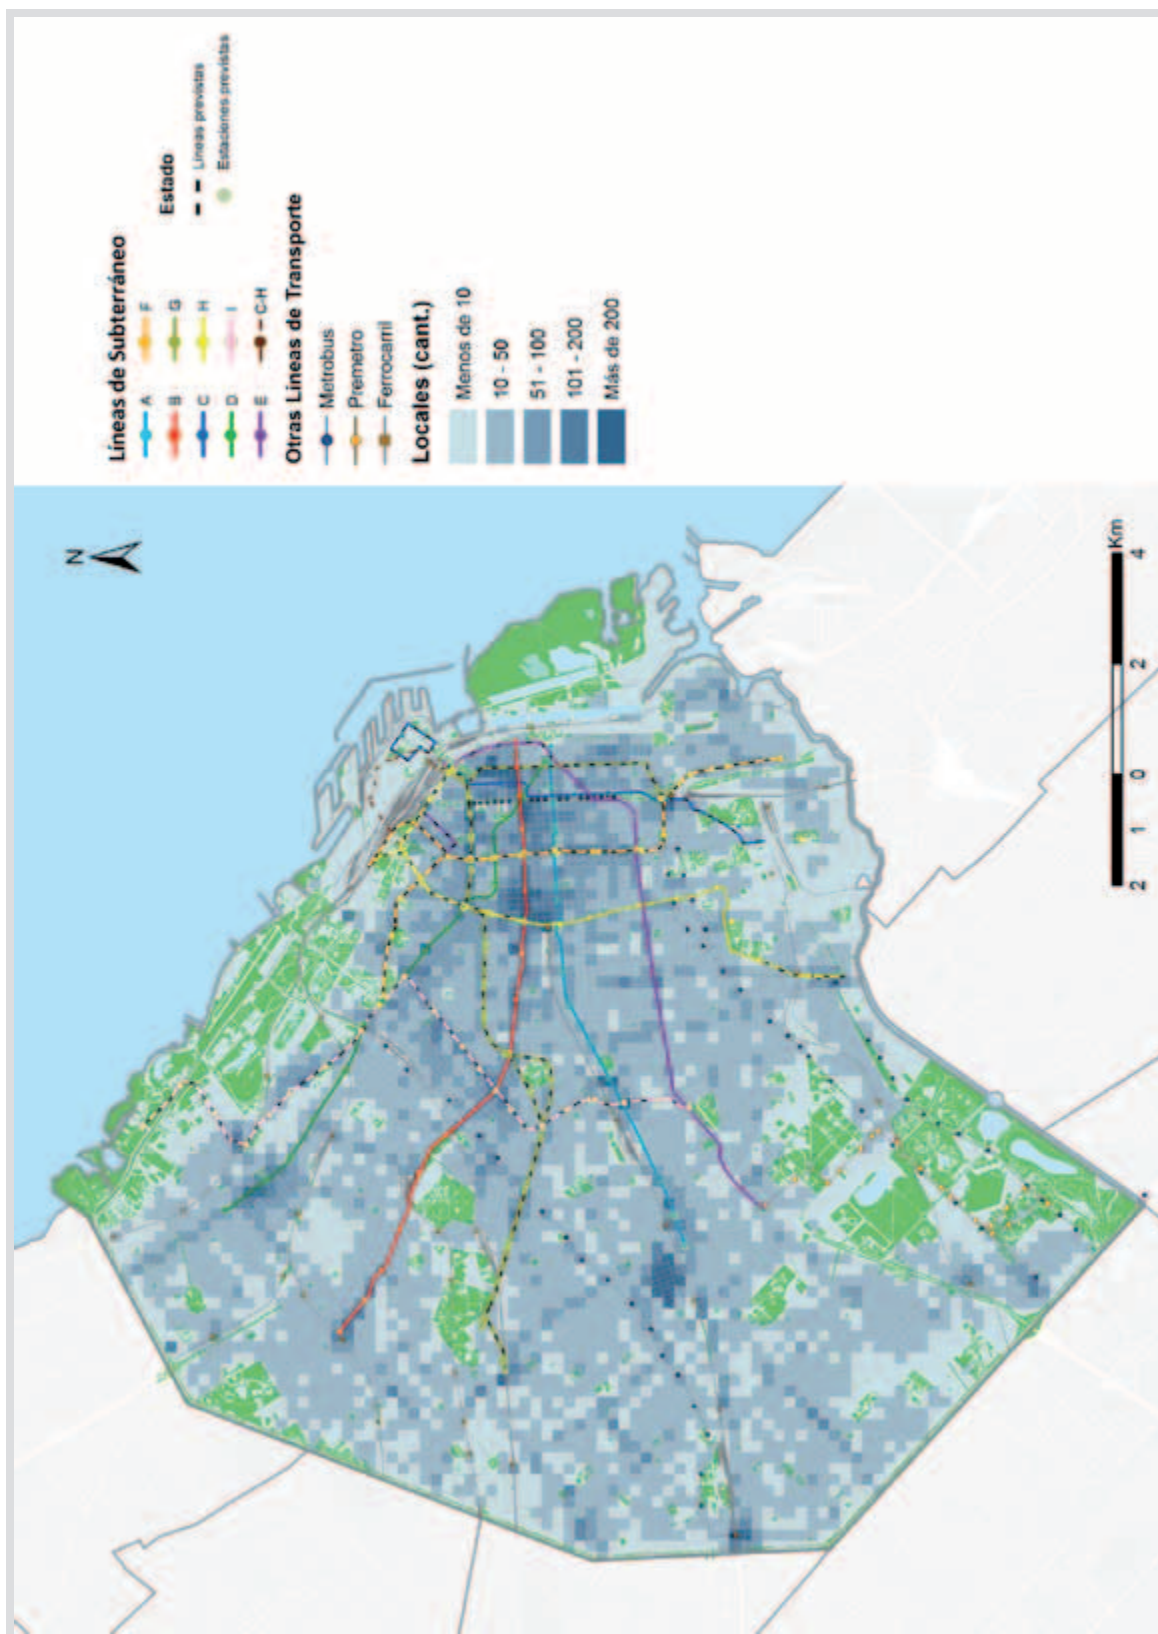 Líneas de Subterráneo
A
B
C
D
E
F
G
H
I
C-H
Estado
Líneas previstas
Estaciones previstas
Otras Líneas de Transporte
Metrobus
Premetro
Ferrocarril
Locales (cant.)
Menos de 10
10 - 50
51 - 100
101 - 200
Más de 200
N
2 1 0 2 4
Km